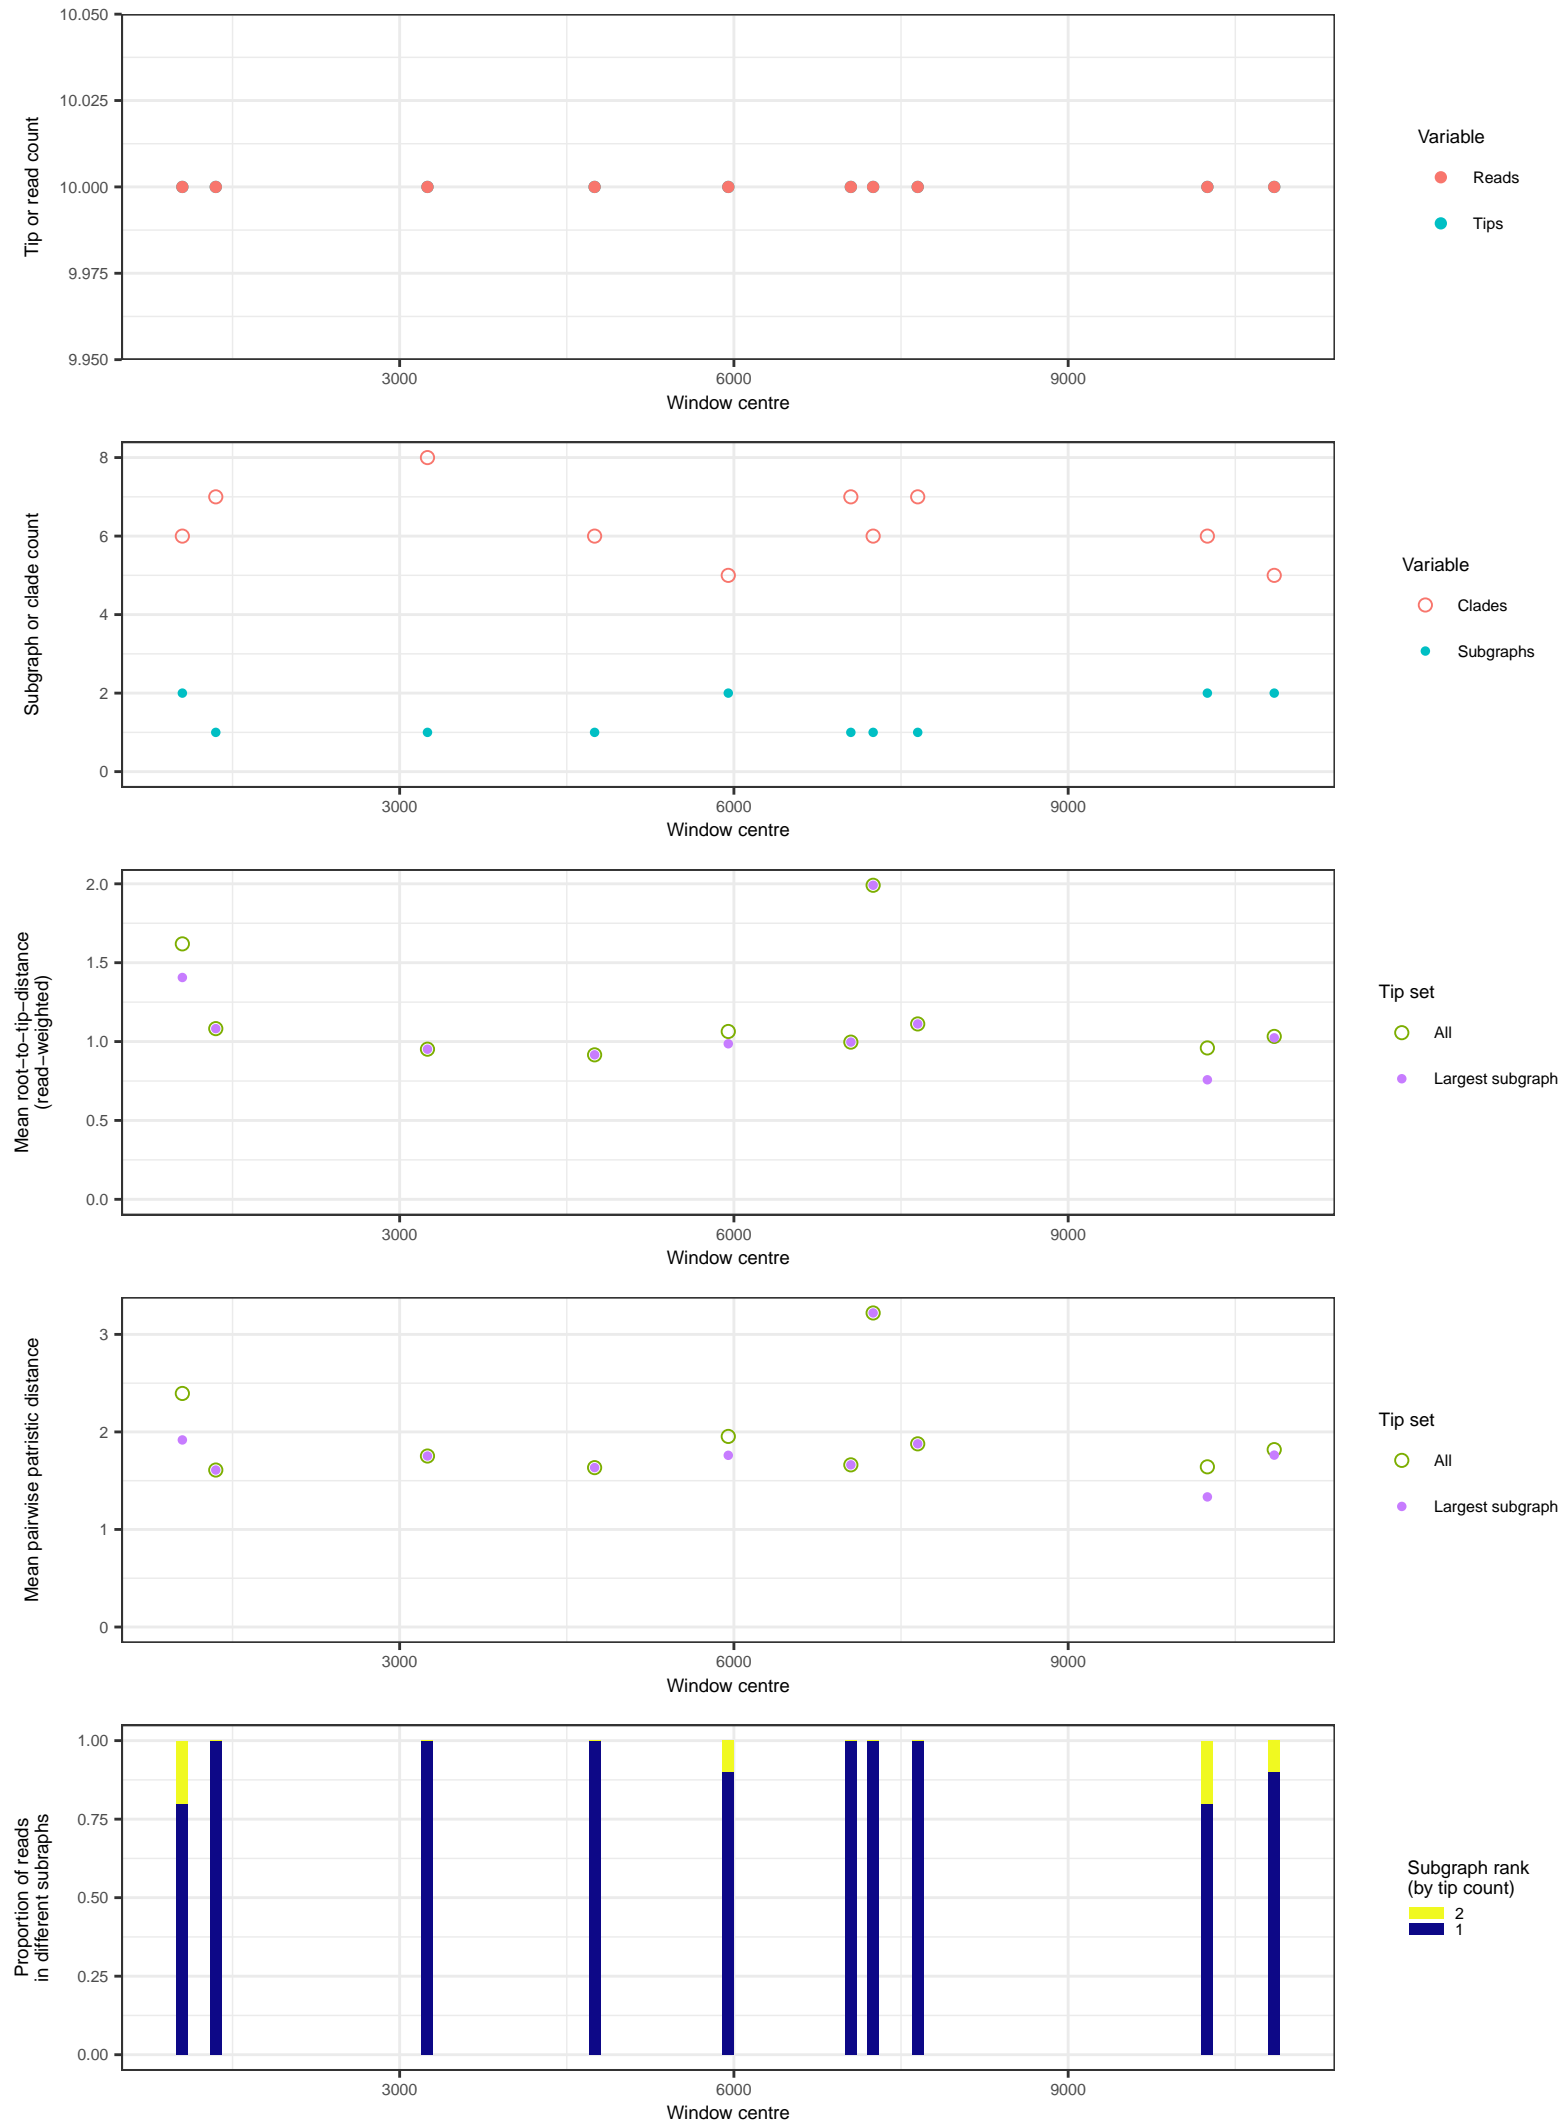 10.050
10.025
10.000
9.975
9.950
Tip or read count
3000
6000
9000
Window centre
Variable
Reads
Tips
8
6
4
2
0
Subgraph or clade count
3000
6000
9000
Window centre
Variable
Clades
Subgraphs
2.0
1.5
1.0
0.5
0.0
Mean root−to−tip−distance
(read−weighted)
3000
6000
9000
Window centre
Tip set
All
Largest subgraph
3
2
1
0
Mean pairwise patristic distance
3000
6000
9000
Window centre
Tip set
All
Largest subgraph
1.00
0.75
0.50
0.25
0.00
Proportion of reads
in different subraphs
3000
6000
9000
Window centre
Subgraph rank
(by tip count)
2
1